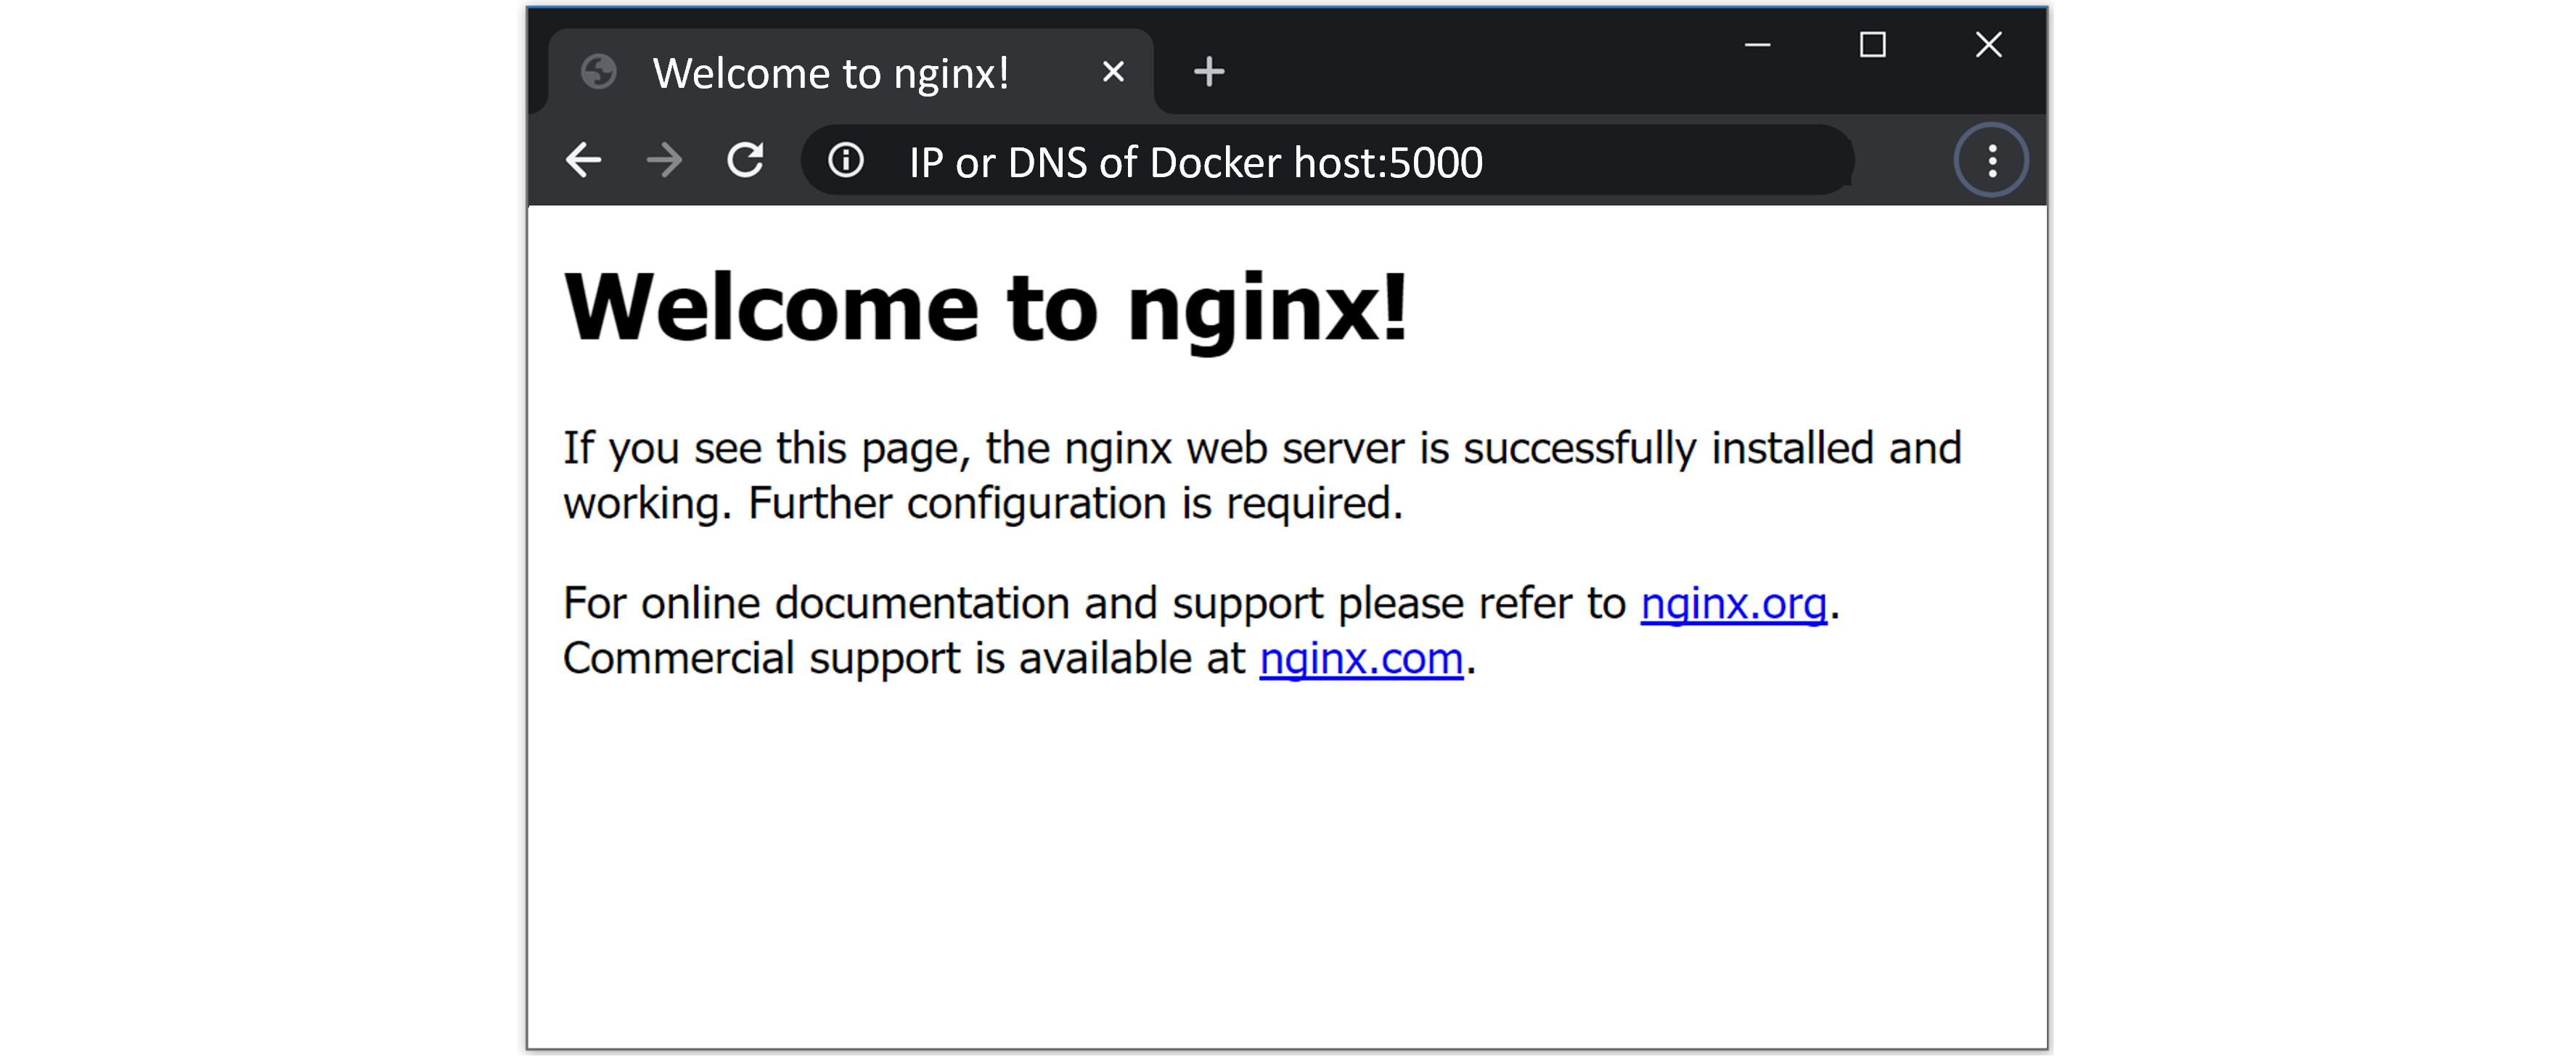 Welcome to nginx!
IP or DNS of Docker host:5000
Welcome to nginx!
If you see this page, the nginx web server is successfully installed and
working. Further configuration is required.
For online documentation and support please refer to nginx.org.
Commercial support is available at nginx.com.